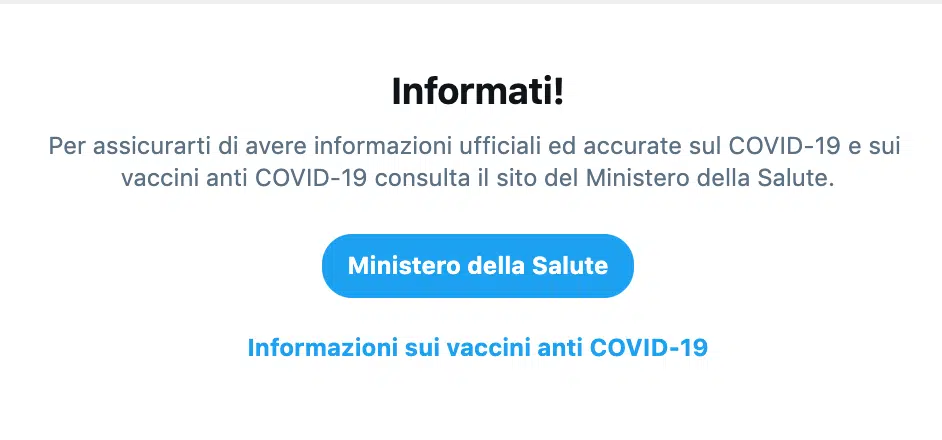 Informati!
Per assicurarti di avere informazioni ufficiali ed accurate sul COVID-19 e sui
vaccini anti COVID-19 consulta il sito del Ministero della Salute.
Ministero della Salute
Informazioni sui vaccini anti COVID-19